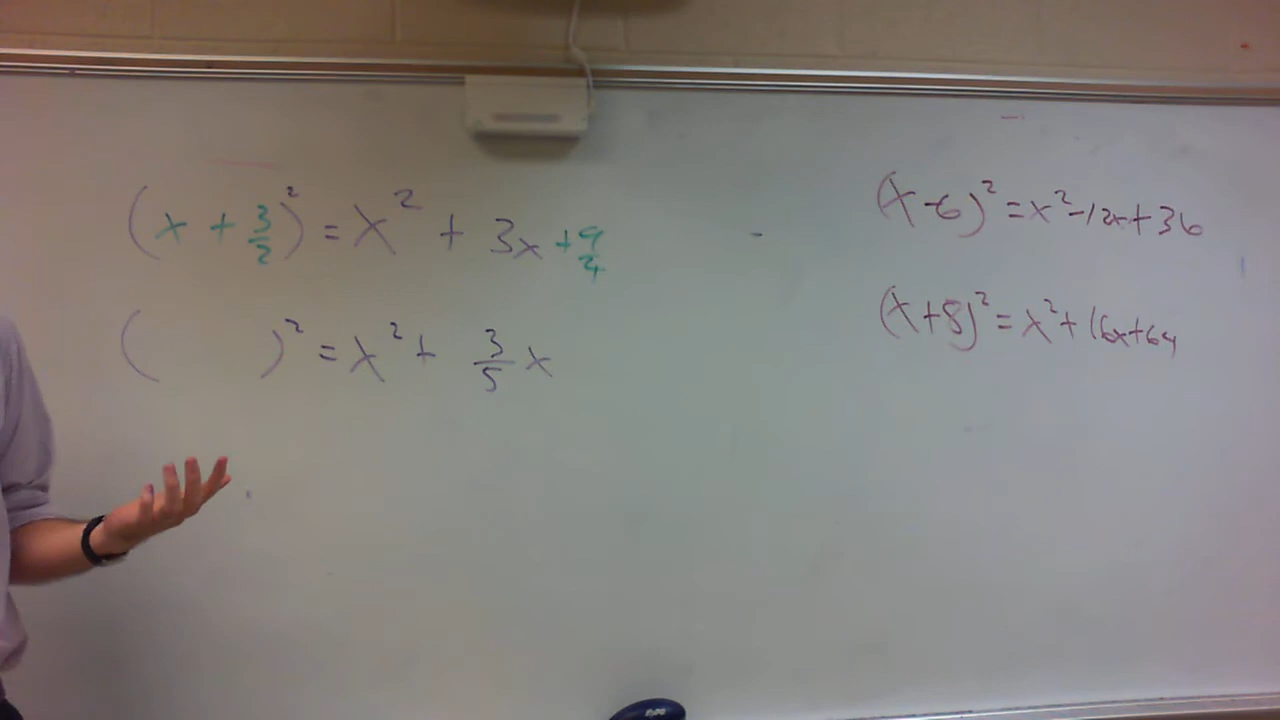 (x + 3/2)² = x² + 3x + 9/4
(    )² = x² + 3/5 x
(x-6)² = x²-12x+36
(x+8)² = x²+16x+64
expo